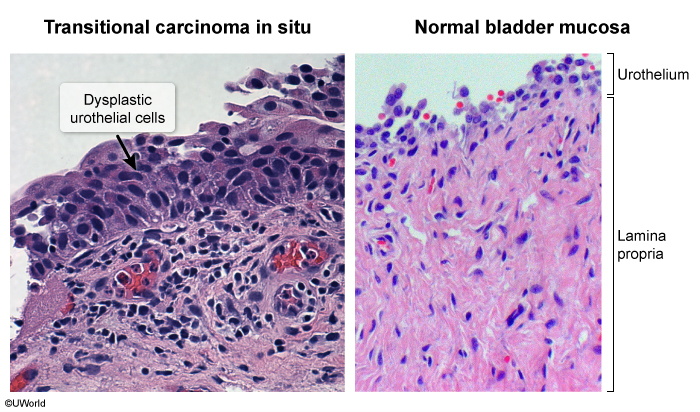 Transitional carcinoma in situ
Normal bladder mucosa
Dysplastic
urothelial cells
Urothelium
Lamina
propria
©UWorld